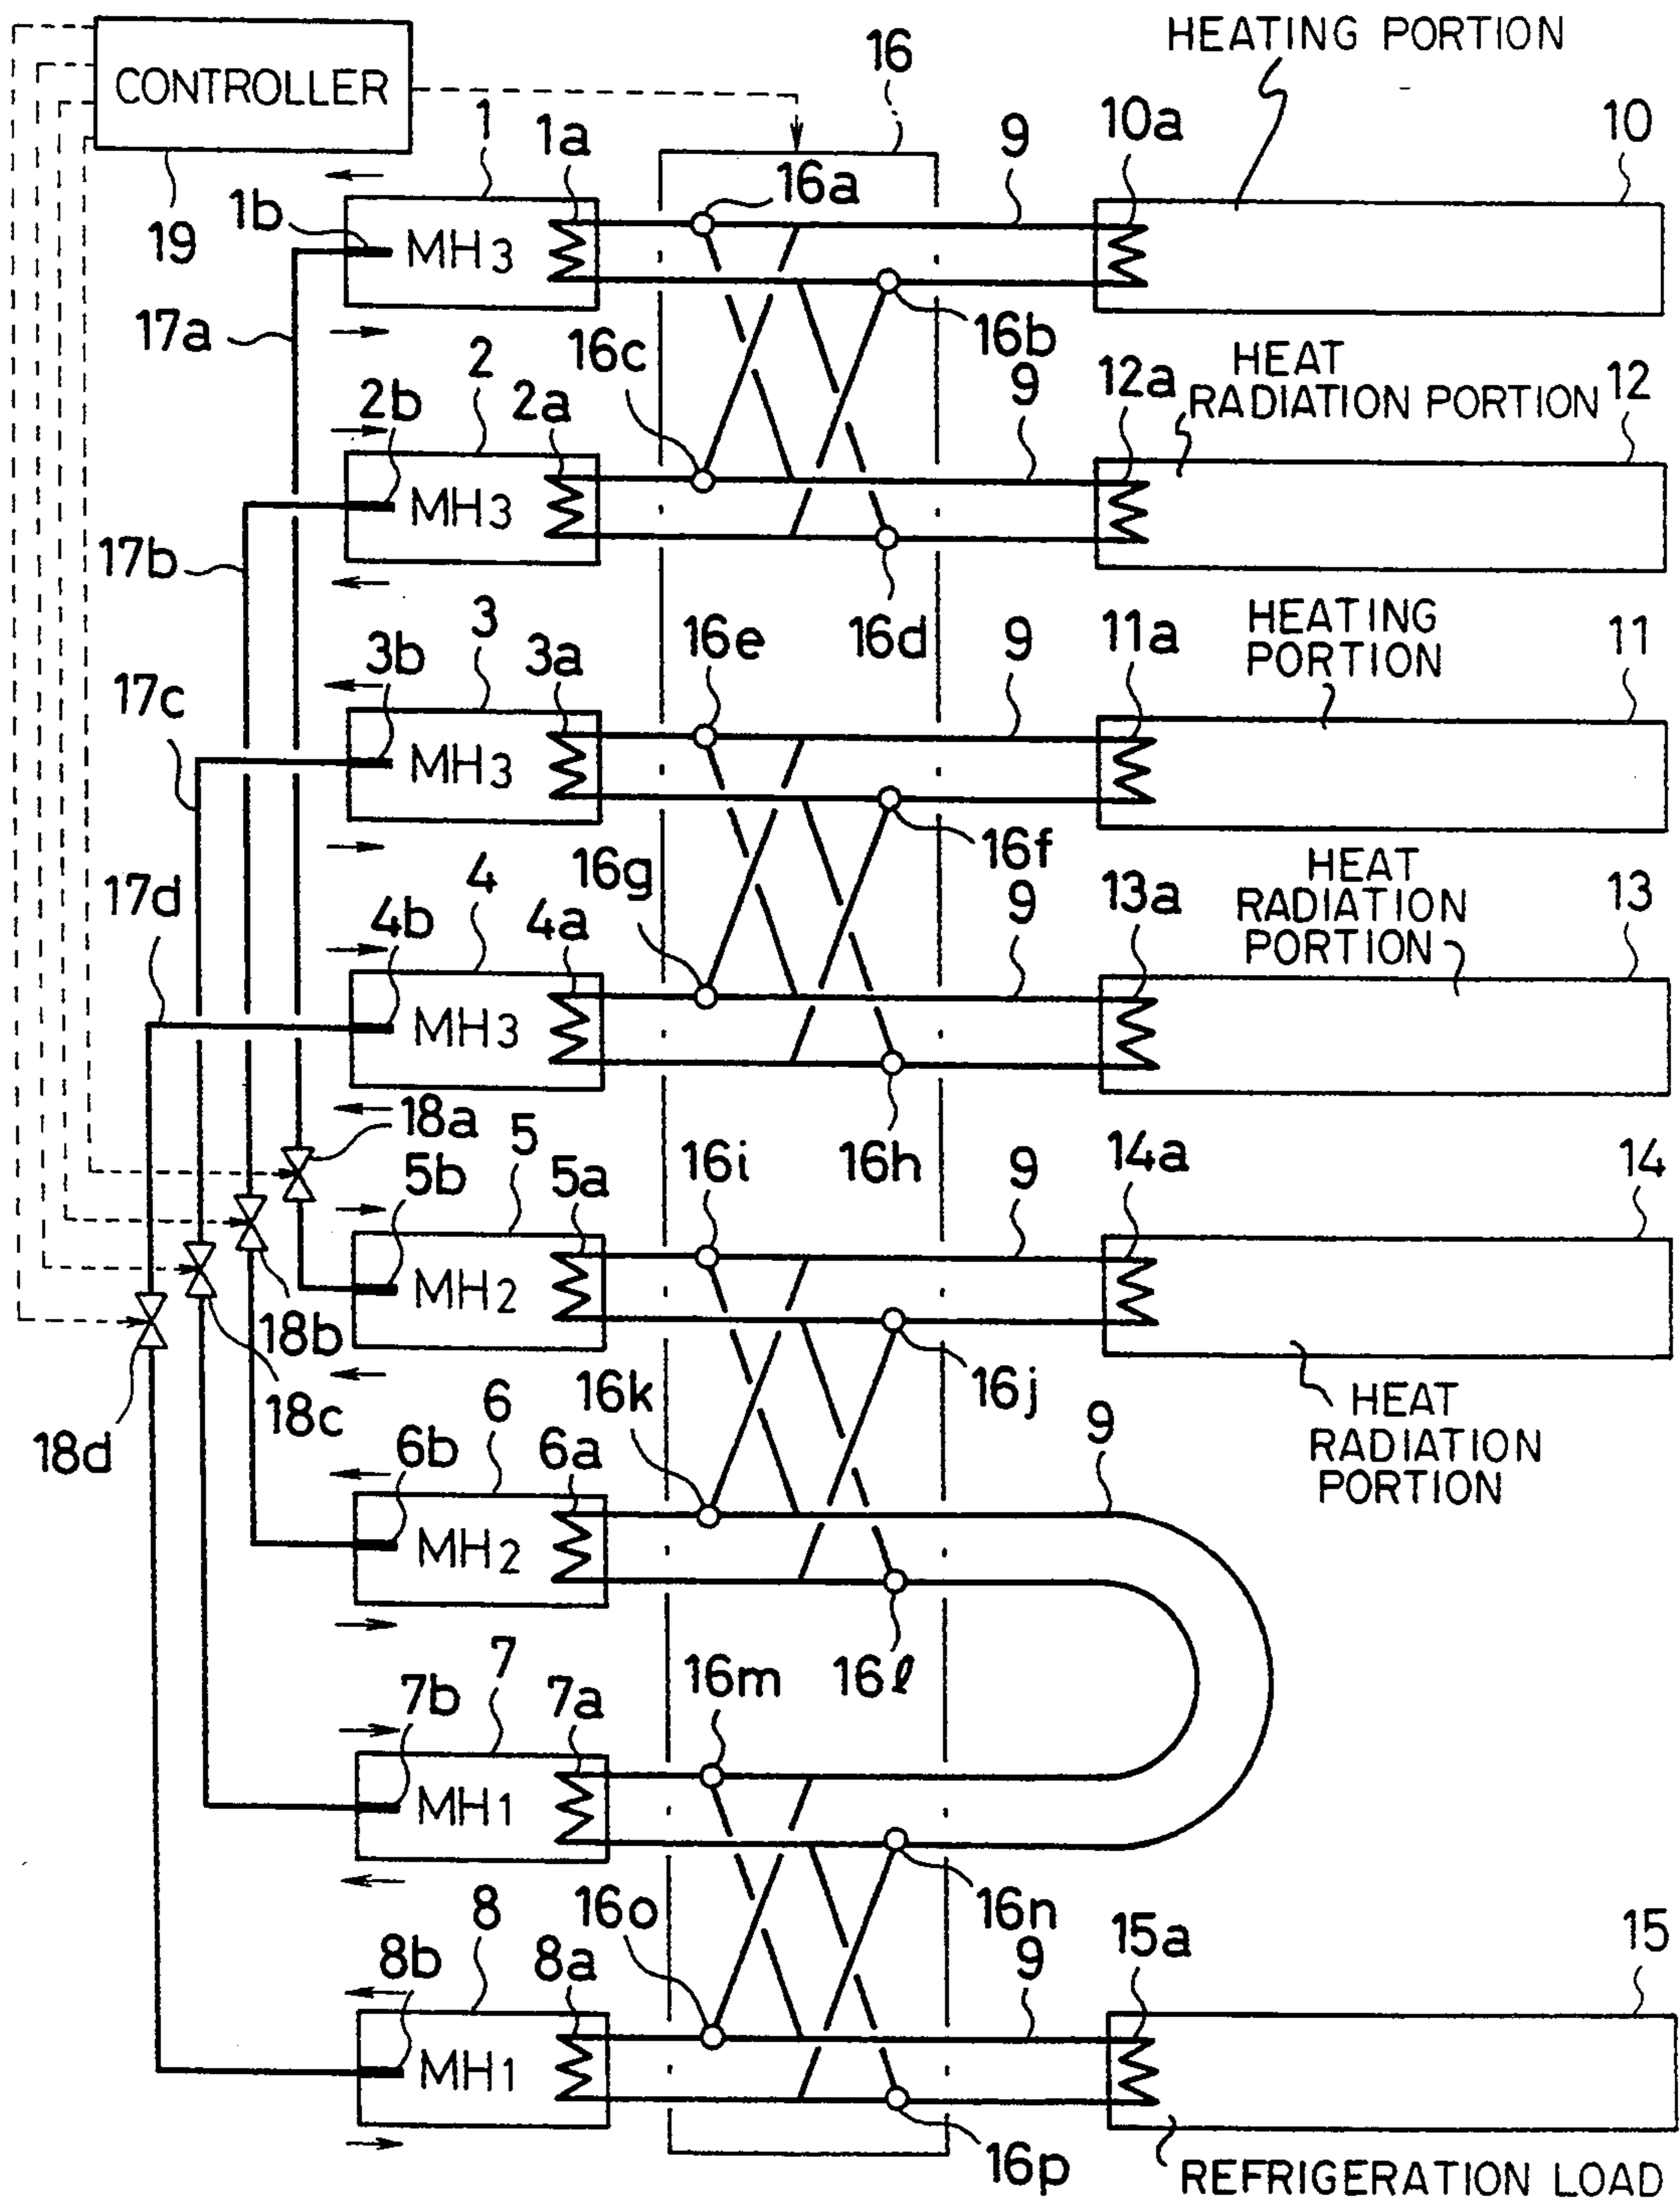 HEATING PORTION
16
CONTROLLER
1
1a
9
10a
10
16a
1b
19
MH3
17a
16b
16c
2
HEAT
RADIATION PORTION
12
9
12a
2b
2a
MH3
17b
16d
3
16e
9
11a
HEATING
PORTION
11
3b
3a
17c
MH3
16f
16g
4
HEAT
RADIATION
PORTION
13
9
13a
17d
4b
4a
MH3
18a
5
16i
16h
9
14a
14
5b
5a
MH2
18b
16j
16k
6
18c
HEAT
RADIATION
PORTION
9
18d
6b
6a
MH2
16m
16l
7
7b
7a
MH1
16n
16o
8
9
15a
15
8b
8a
MH1
16p
REFRIGERATION LOAD